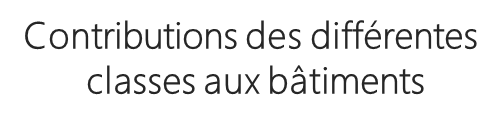 Contributions des différentes
classes aux bâtiments